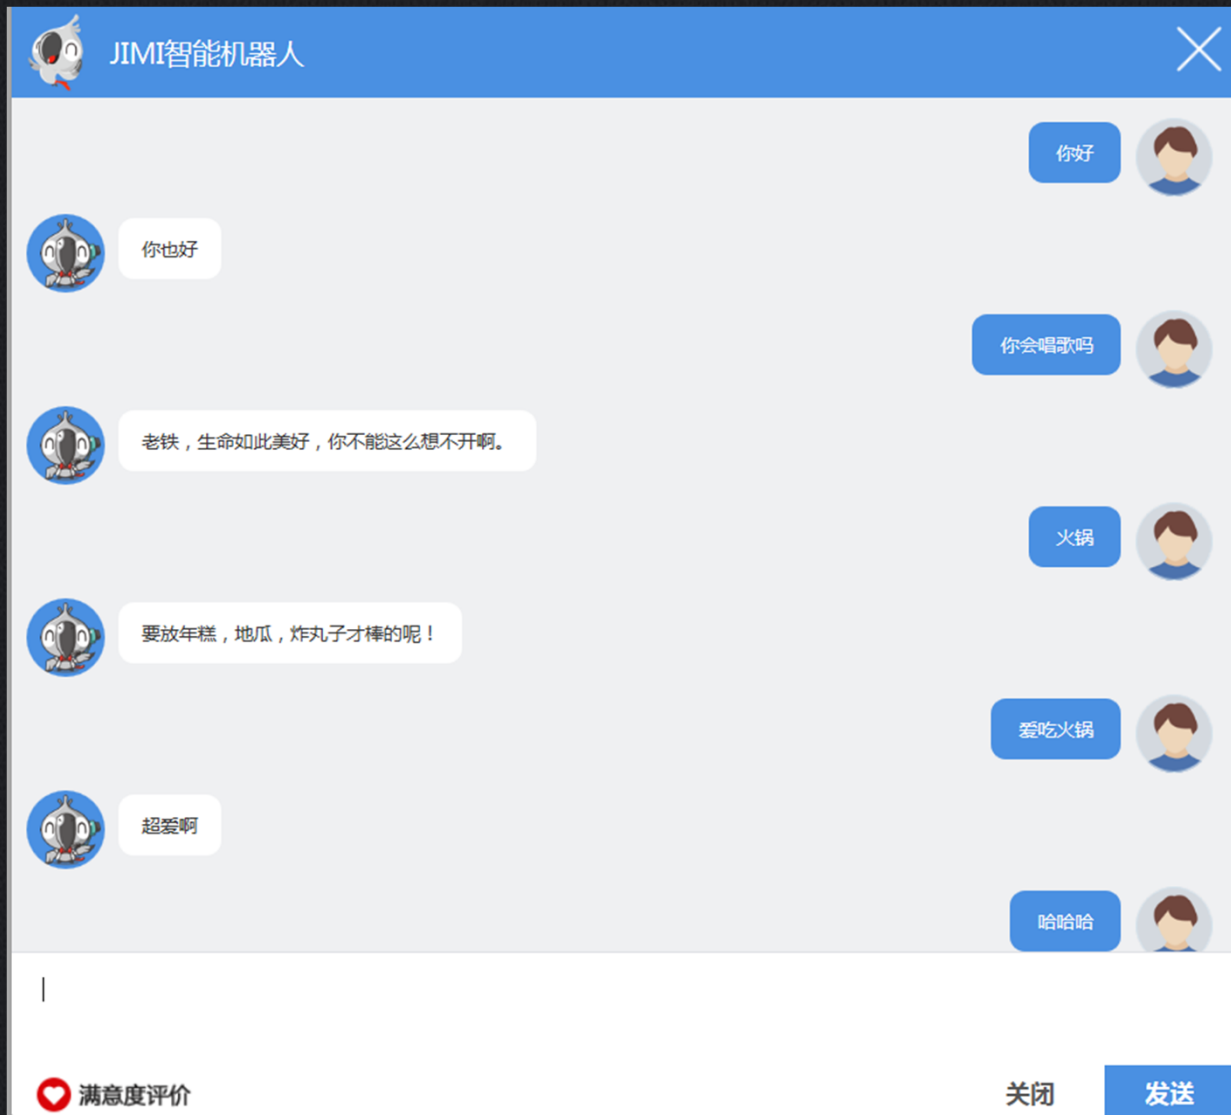 JIMI智能机器人
你好
你也好
你会唱歌吗
老铁，生命如此美好，你不能这么想不开啊。
火锅
要放年糕，地瓜，炸丸子才棒的呢！
爱吃火锅
超爱啊
哈哈哈
满意度评价
关闭
发送